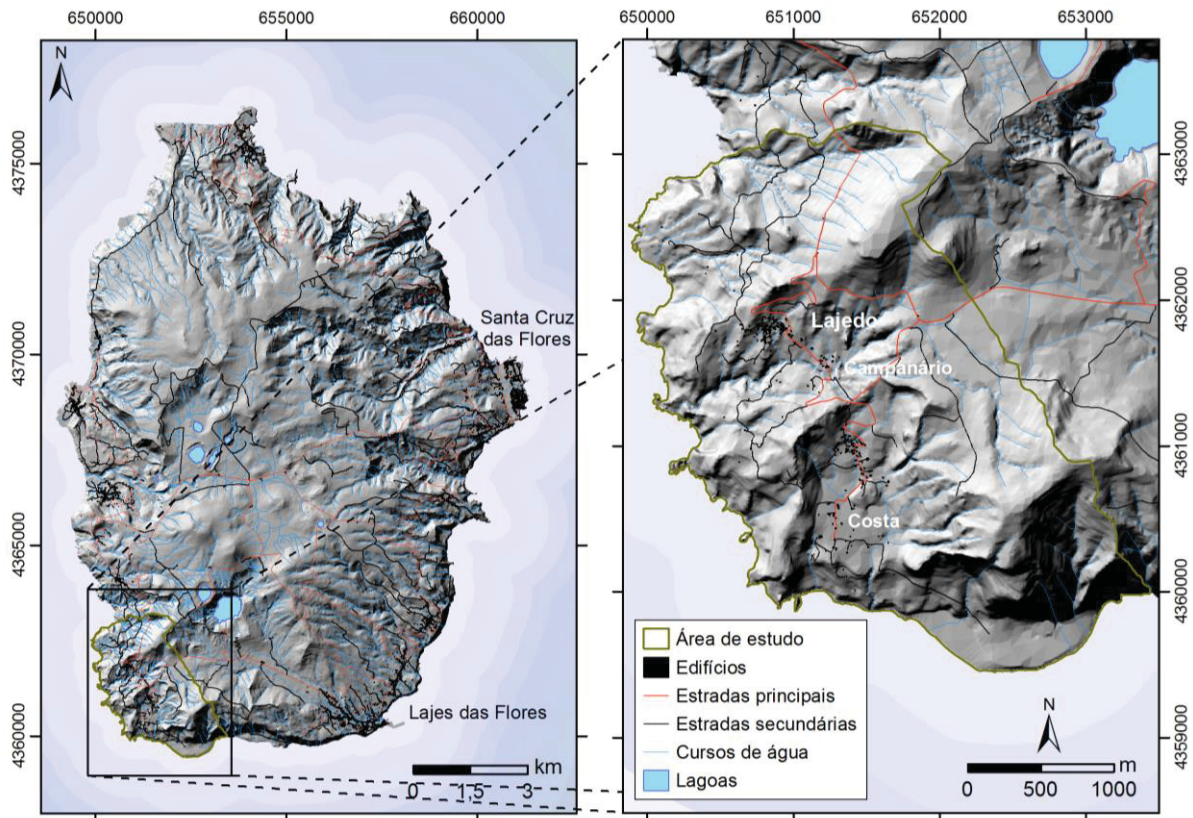 650000 655000 660000
N
4375000
4370000
4365000
4360000
Santa Cruz
das Flores
Lajes das Flores
km
0 1,5 3
650000 651000 652000 653000
4363000
4362000
4361000
4360000
4359000
Lajedo
Campanário
Costa
Área de estudo
Edifícios
Estradas principais
Estradas secundárias
Cursos de água
Lagoas
N
m
0 500 1000